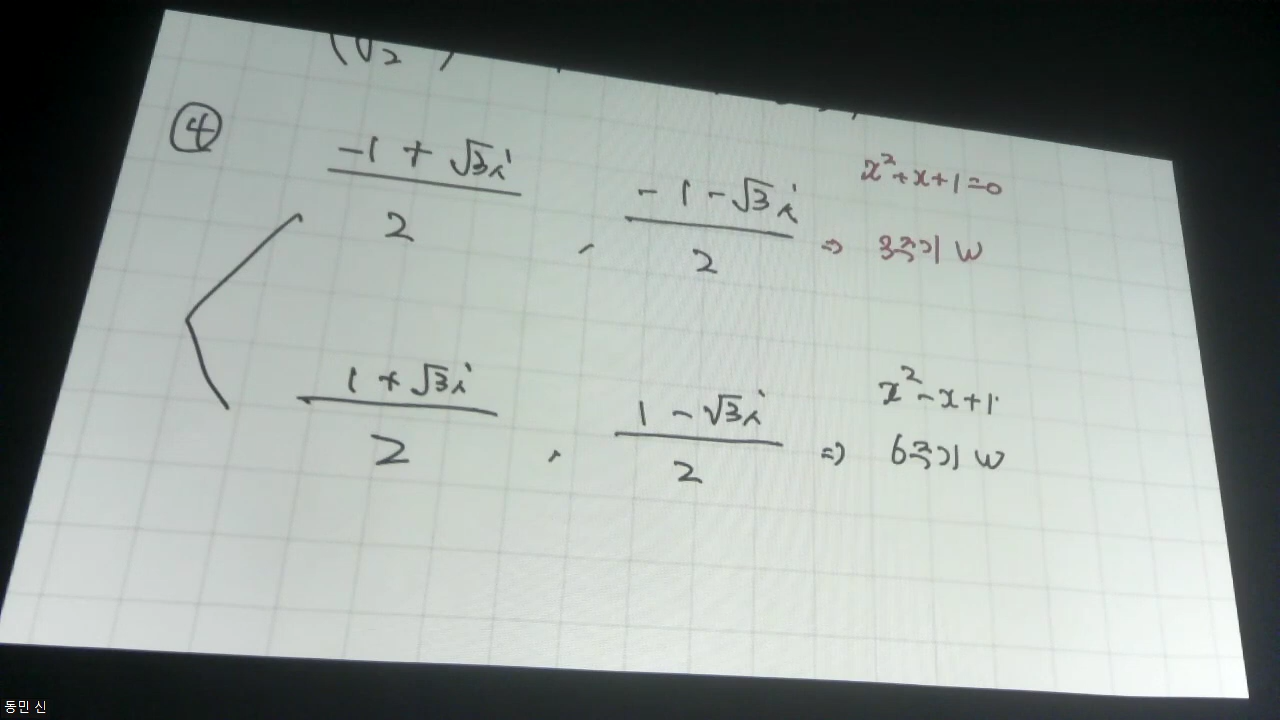 (√2 )
④
-1 + √3i / 2 , -1 - √3i / 2 ⇒ 3주기 w
x²+x+1=0
1 + √3i / 2 , 1 - √3i / 2 ⇒ 6주기 w
x²-x+1
동민 신